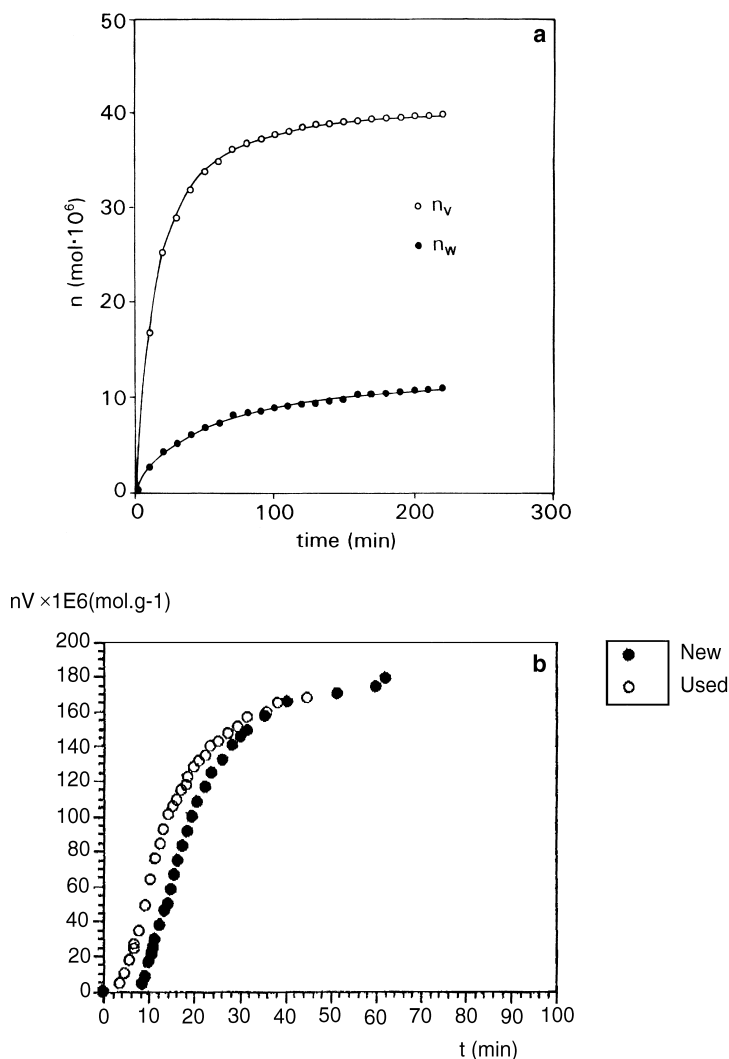 a
50
40
30
20
10
0
n (mol·10⁶)
nᵥ
n_w
0 100 200 300
time (min)
nV ×1E6(mol.g-1)
b
200
180
160
140
120
100
80
60
40
20
0
0 10 20 30 40 50 60 70 80 90 100
t (min)
New
Used